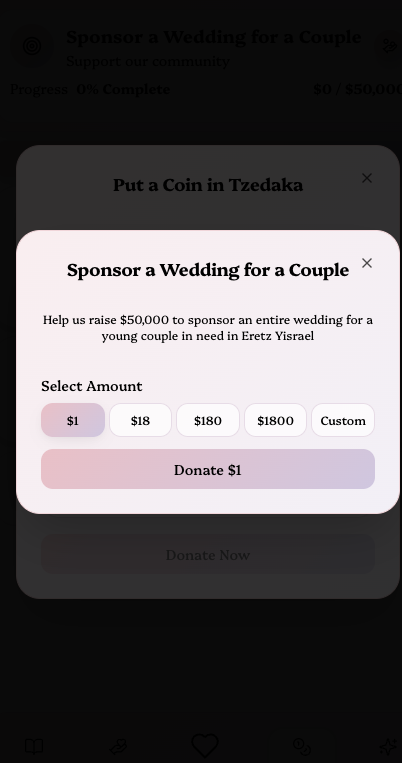 Sponsor a Wedding for a Couple
Support our community
Progress 0% Complete $0 / $50,000
Put a Coin in Tzedaka
Sponsor a Wedding for a Couple
Help us raise $50,000 to sponsor an entire wedding for a
young couple in need in Eretz Yisrael
Select Amount
$1 $18 $180 $1800 Custom
Donate $1
Donate Now